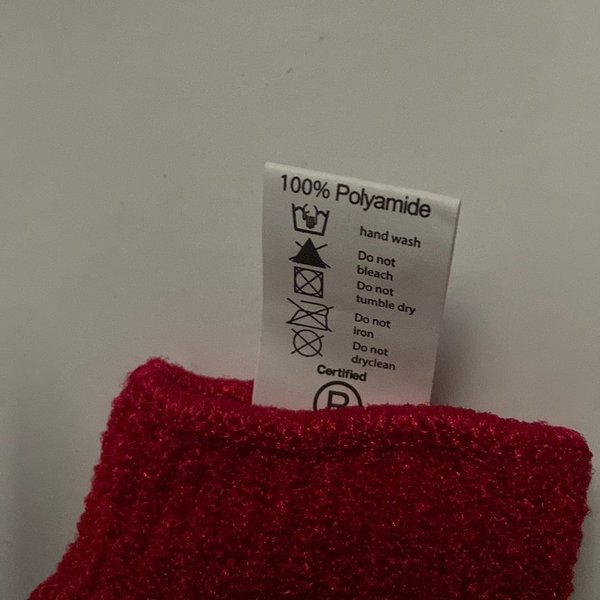 100% Polyamide
hand wash
Do not
bleach
Do not
tumble dry
Do not
iron
Do not
dryclean
Certified